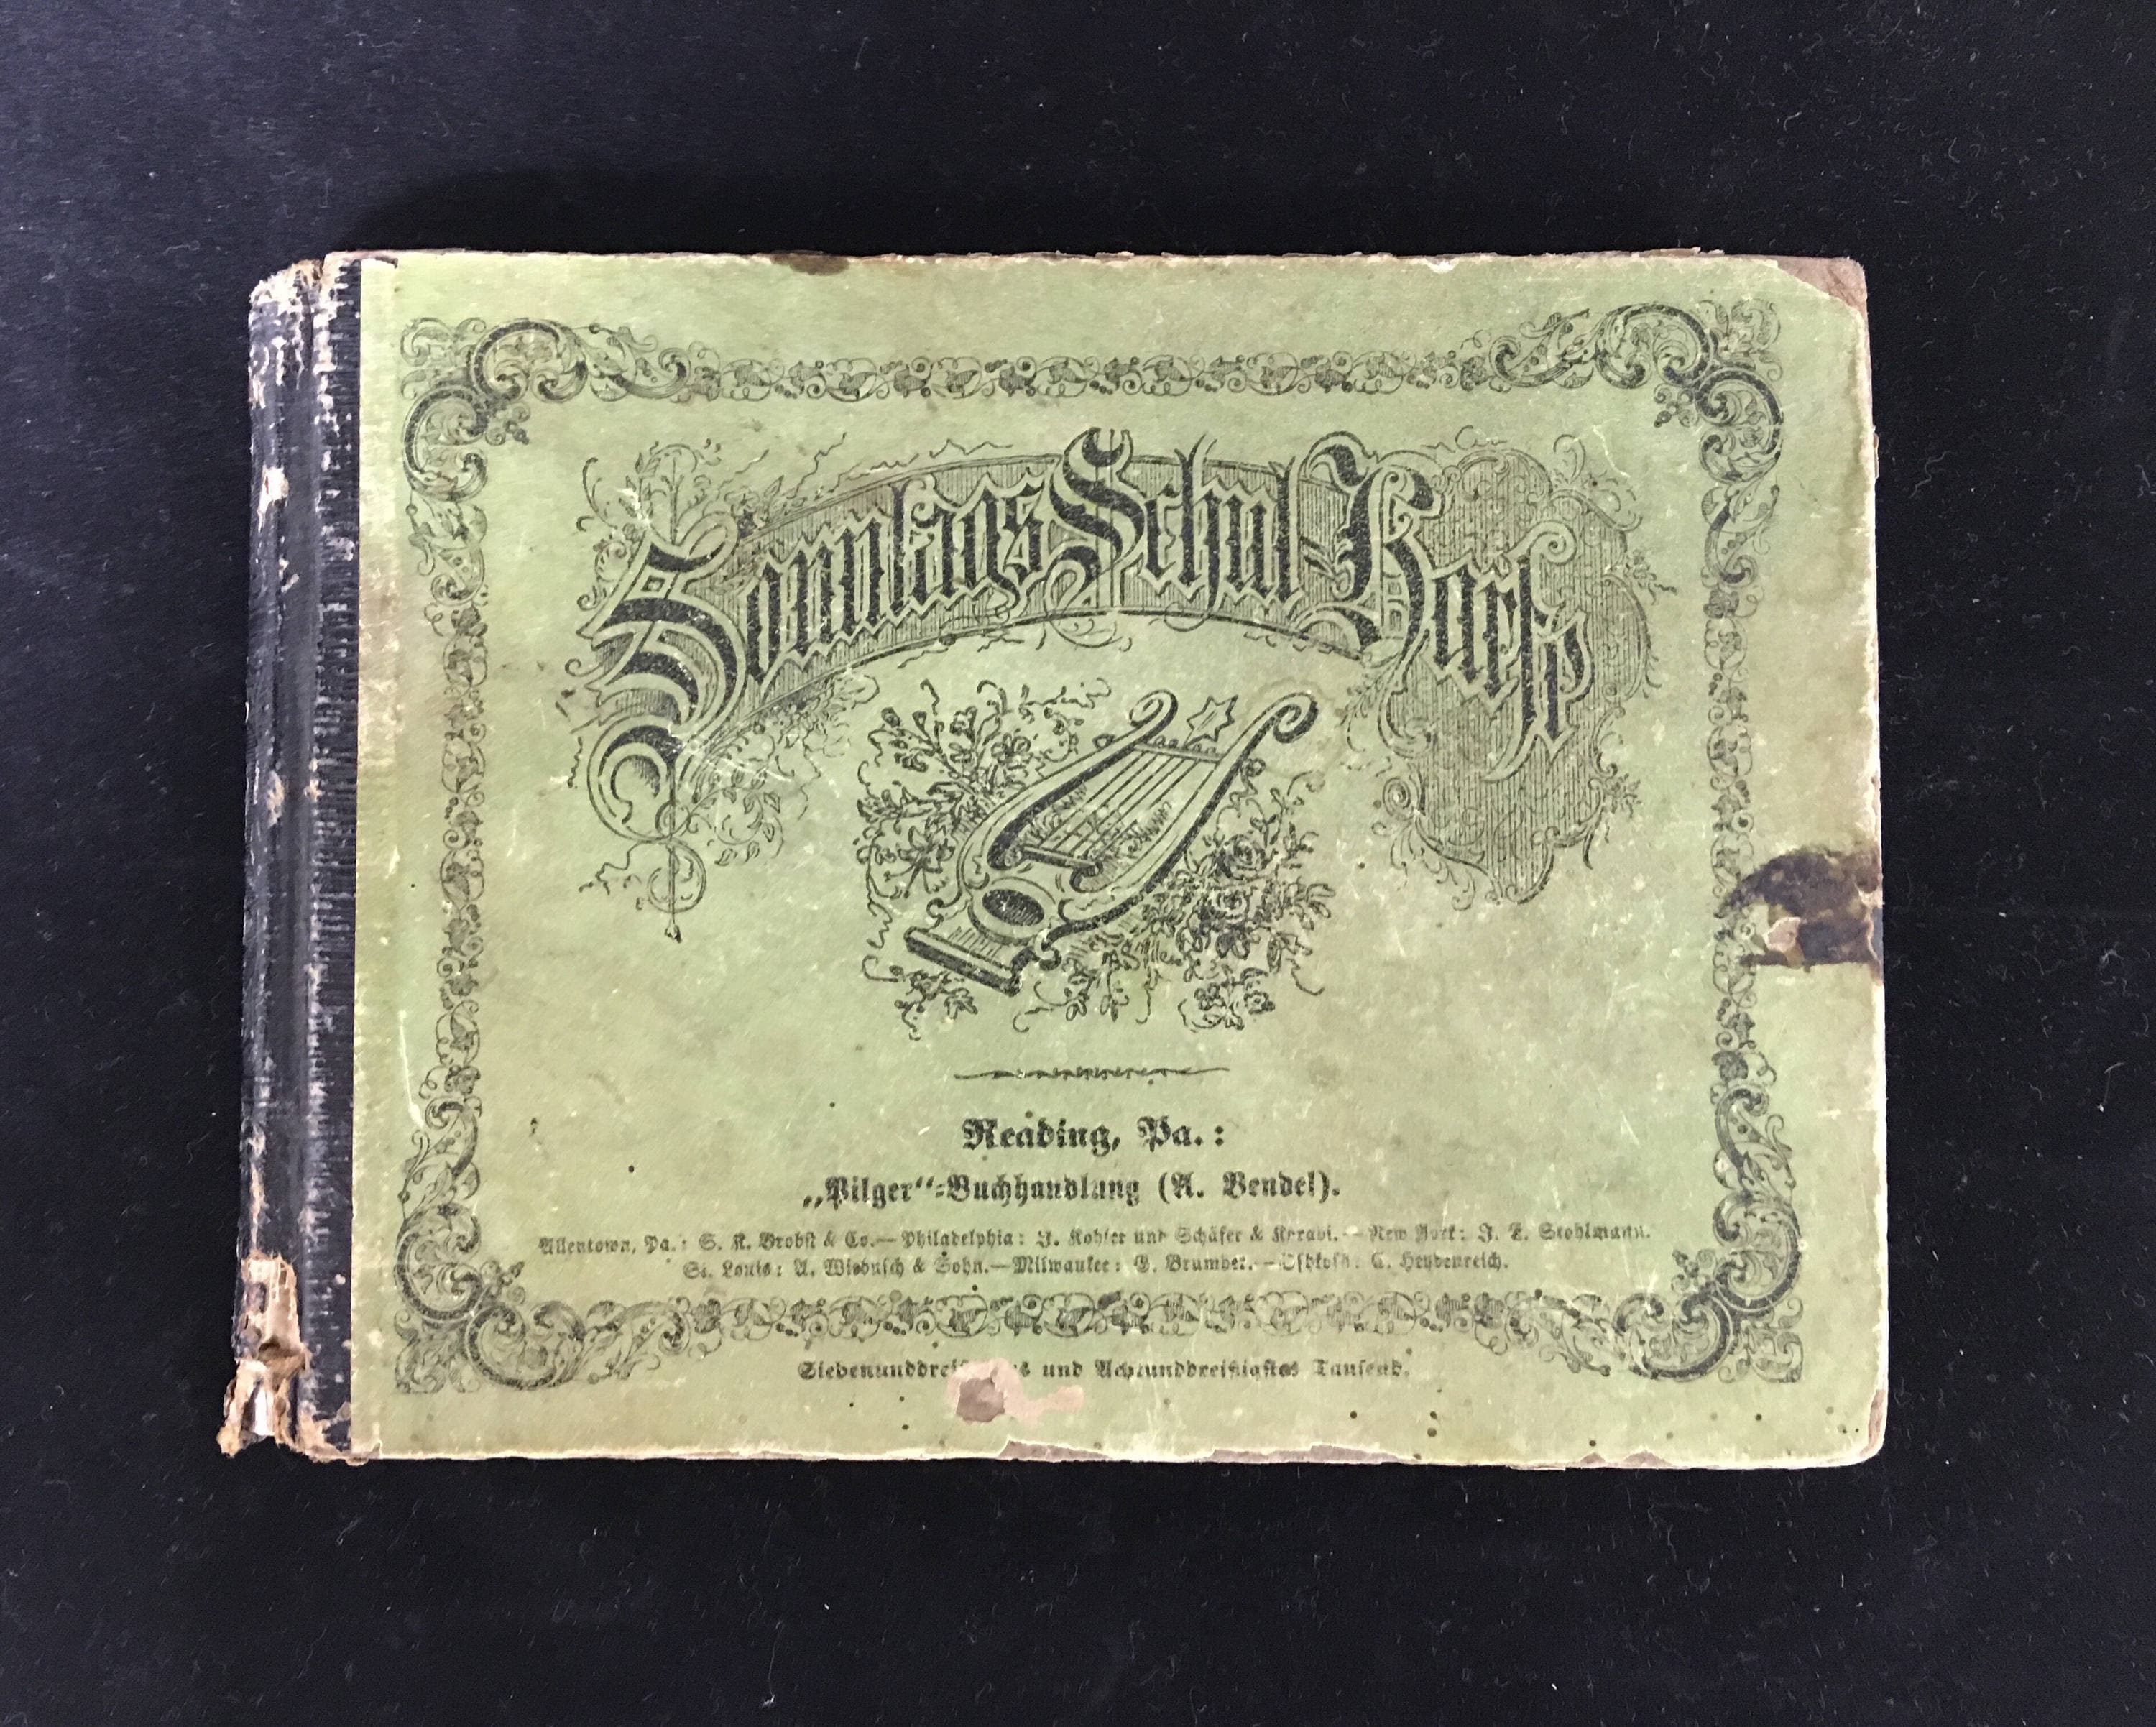 Sonntags Schul Harfe
Reading, Pa.:
„Pilger“-Buchhandlung (A. Bendel).
Allentown, Pa.: S. K. Brobst & Co.—Philadelphia: J. Kohler und Schäfer & Koradi.—New York: J. E. Stohlmann.
St. Louis: A. Wiebusch & Sohn.—Milwaukee: G. Brumder.—Oshkosh: C. Heydenreich.
und Achtunddreißigstes Tausend.